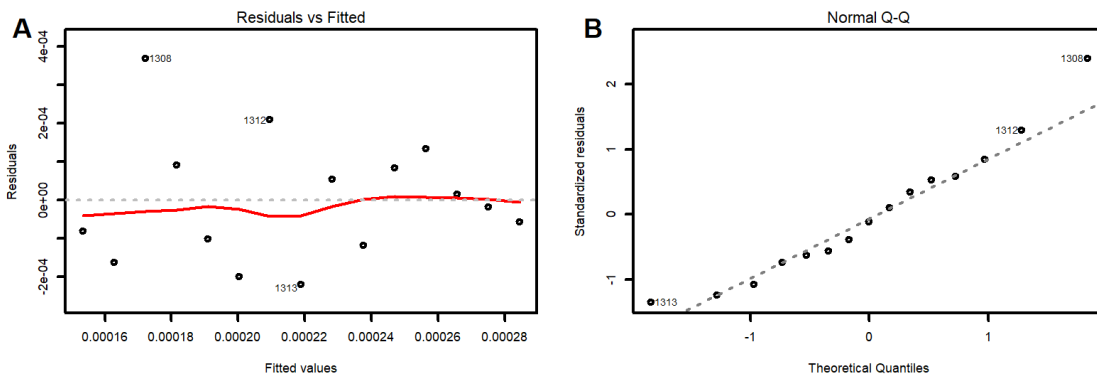 A
Residuals vs Fitted
4e-04
2e-04
0e+00
-2e-04
Residuals
1308
1312
1313
0.00016
0.00018
0.00020
0.00022
0.00024
0.00026
0.00028
Fitted values
B
Normal Q-Q
2
1
0
-1
Standardized residuals
1308
1312
1313
-1
0
1
Theoretical Quantiles